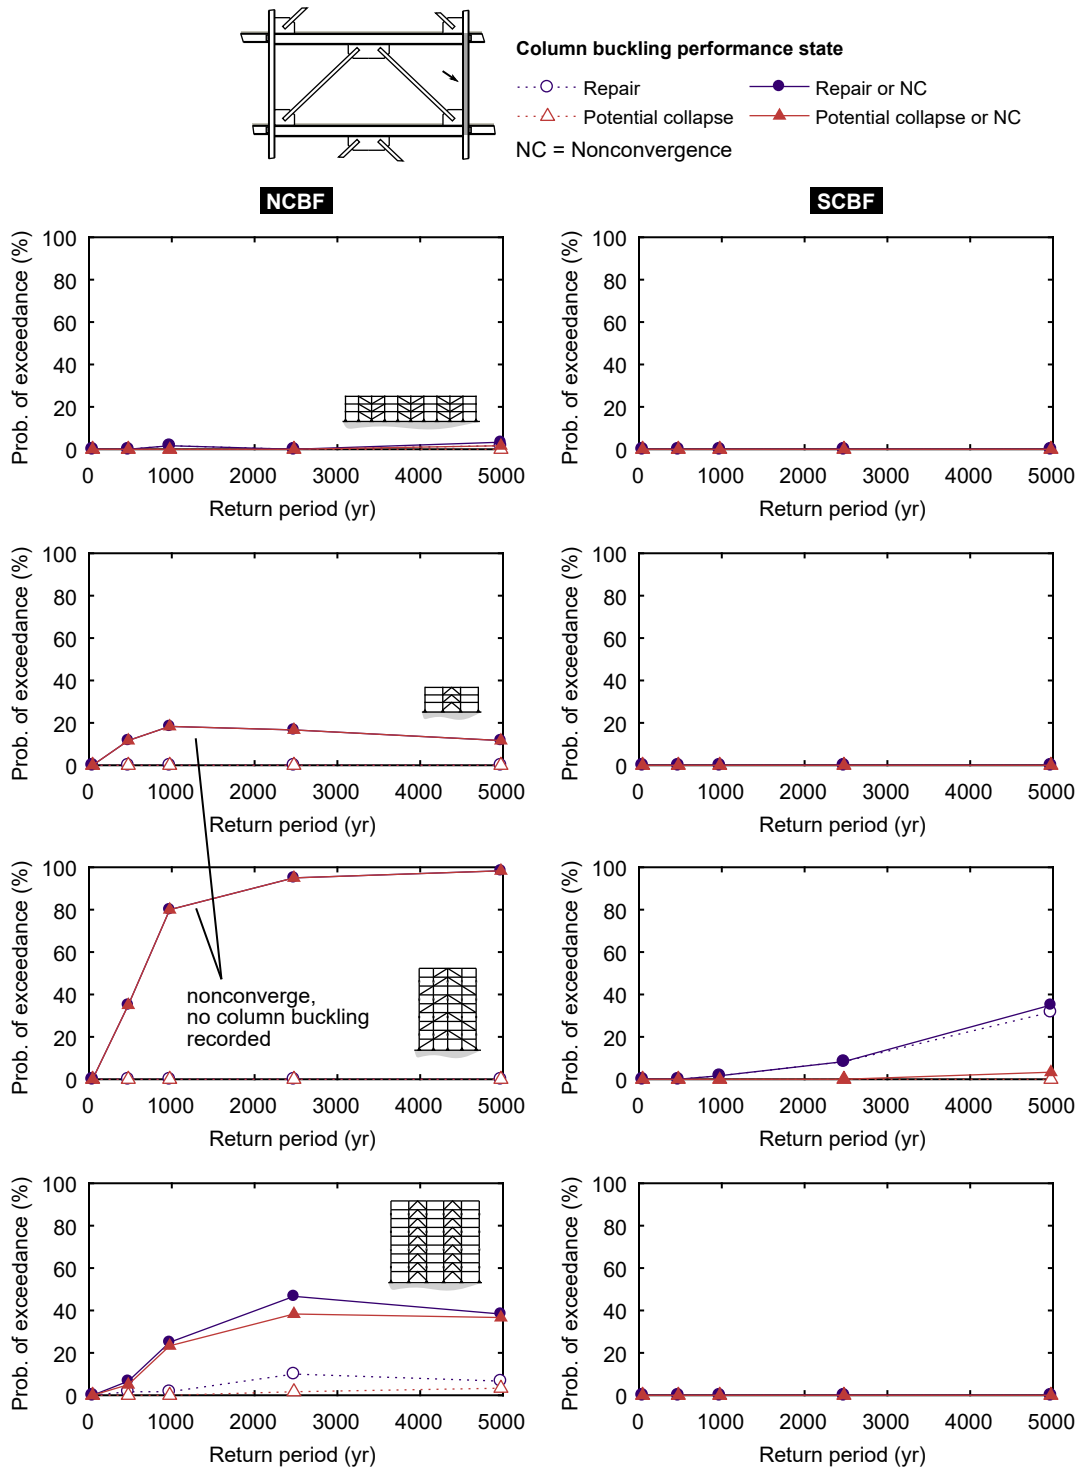 Column buckling performance state
Repair
Repair or NC
Potential collapse
Potential collapse or NC
NC = Nonconvergence
NCBF
SCBF
Prob. of exceedance (%)
100
80
60
40
20
0
0 1000 2000 3000 4000 5000
Return period (yr)
Prob. of exceedance (%)
100
80
60
40
20
0
0 1000 2000 3000 4000 5000
Return period (yr)
Prob. of exceedance (%)
100
80
60
40
20
0
0 1000 2000 3000 4000 5000
Return period (yr)
Prob. of exceedance (%)
100
80
60
40
20
0
0 1000 2000 3000 4000 5000
Return period (yr)
Prob. of exceedance (%)
100
80
60
40
20
0
nonconverge,
no column buckling
recorded
0 1000 2000 3000 4000 5000
Return period (yr)
Prob. of exceedance (%)
100
80
60
40
20
0
0 1000 2000 3000 4000 5000
Return period (yr)
Prob. of exceedance (%)
100
80
60
40
20
0
0 1000 2000 3000 4000 5000
Return period (yr)
Prob. of exceedance (%)
100
80
60
40
20
0
0 1000 2000 3000 4000 5000
Return period (yr)